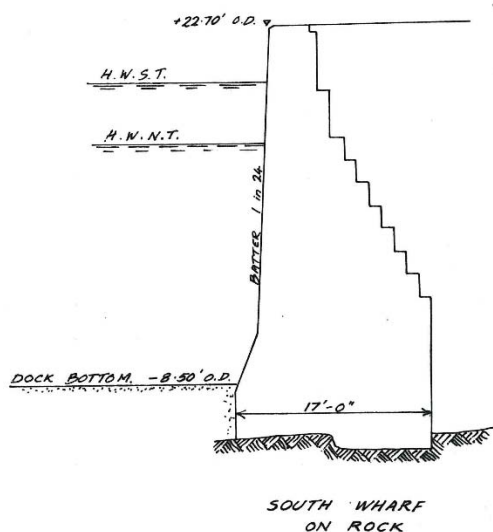 +22.70' O.D.
H.W.S.T.
H.W.N.T.
BATTER 1 in 24
DOCK BOTTOM, -8.50' O.D.
17'-0"
SOUTH WHARF
ON ROCK